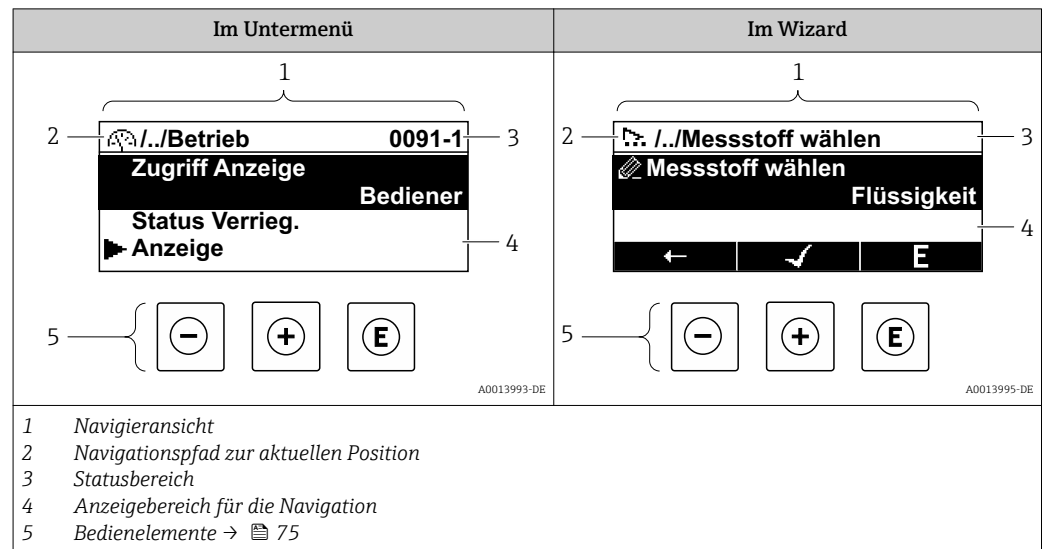 Im Untermenü
Im Wizard
1
2
/../Betrieb 0091-1
3
Zugriff Anzeige
Bediener
Status Verrieg.
Anzeige
4
5
E
A0013993-DE
1
2
/../Messstoff wählen
3
Messstoff wählen
Flüssigkeit
4
E
5
E
A0013995-DE
1 Navigieransicht
2 Navigationspfad zur aktuellen Position
3 Statusbereich
4 Anzeigebereich für die Navigation
5 Bedienelemente → 75